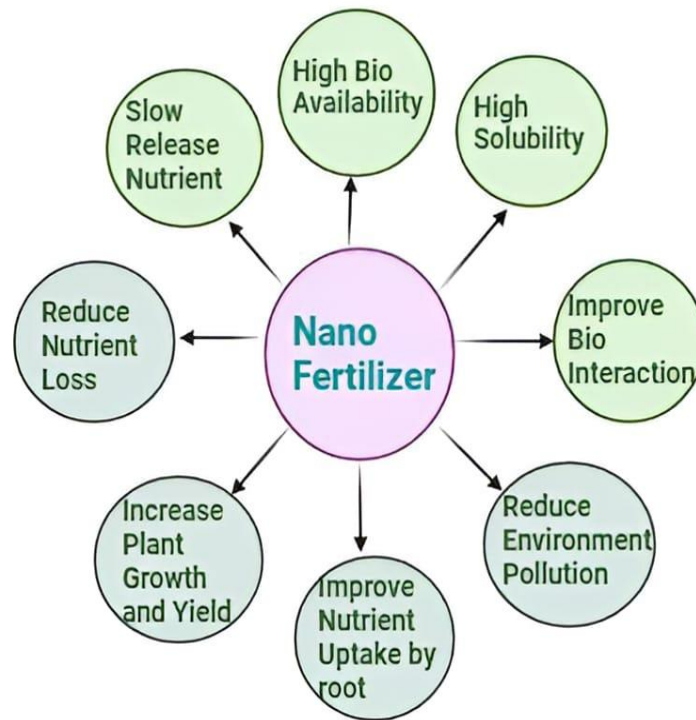 High Bio
Availability
Slow
Release
Nutrient
High
Solubility
Nano
Fertilizer
Reduce
Nutrient
Loss
Improve
Bio
Interaction
Increase
Plant
Growth
and Yield
Improve
Nutrient
Uptake by
root
Reduce
Environment
Pollution